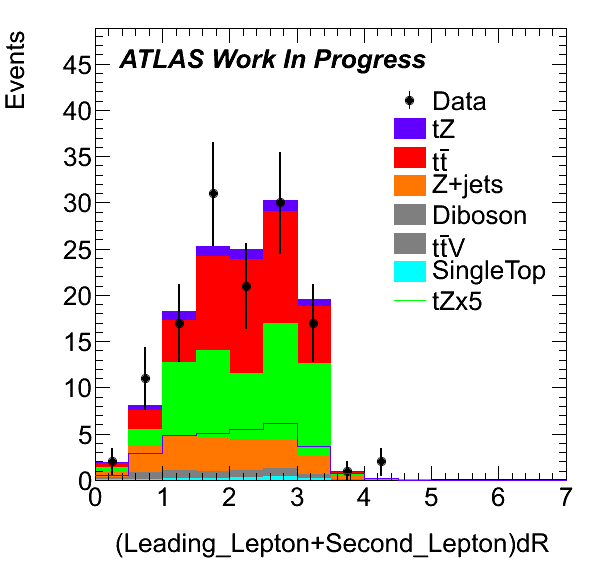 Events
ATLAS Work In Progress
Data
tZ
tt̄
Z+jets
Diboson
tt̄V
SingleTop
tZx5
45
40
35
30
25
20
15
10
5
0
0 1 2 3 4 5 6 7
(Leading_Lepton+Second_Lepton)dR